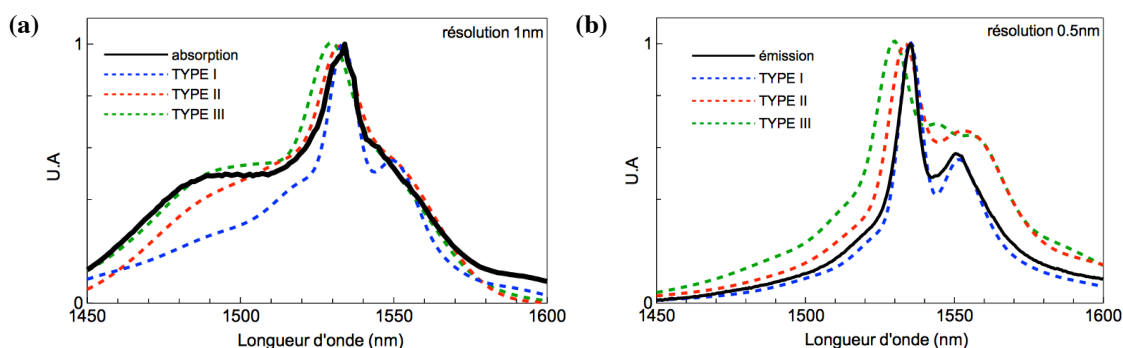 (a)
résolution 1nm
1
absorption
TYPE I
TYPE II
TYPE III
U.A
0
1450
1500
1550
1600
Longueur d'onde (nm)
(b)
résolution 0.5nm
1
émission
TYPE I
TYPE II
TYPE III
U.A
0
1450
1500
1550
1600
Longueur d'onde (nm)